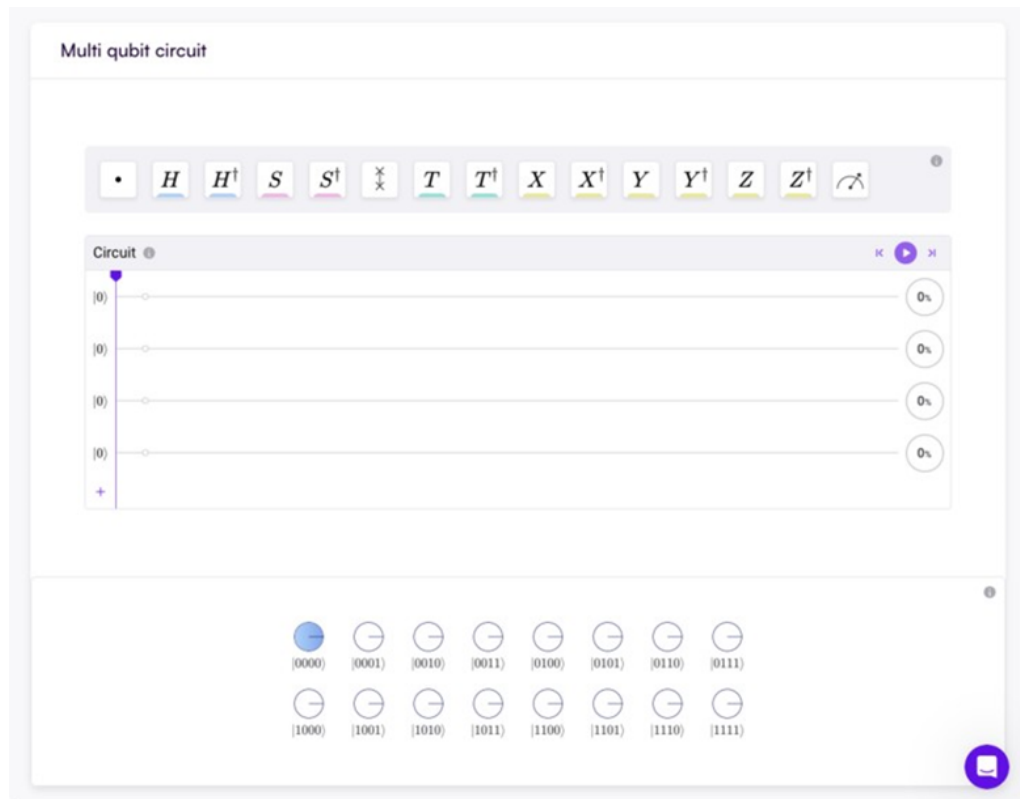 Multi qubit circuit
• H H† S S† T T† X X† Y Y† Z Z†
Circuit
|0⟩ 0%
|0⟩ 0%
|0⟩ 0%
|0⟩ 0%
+
|0000⟩ |0001⟩ |0010⟩ |0011⟩ |0100⟩ |0101⟩ |0110⟩ |0111⟩
|1000⟩ |1001⟩ |1010⟩ |1011⟩ |1100⟩ |1101⟩ |1110⟩ |1111⟩